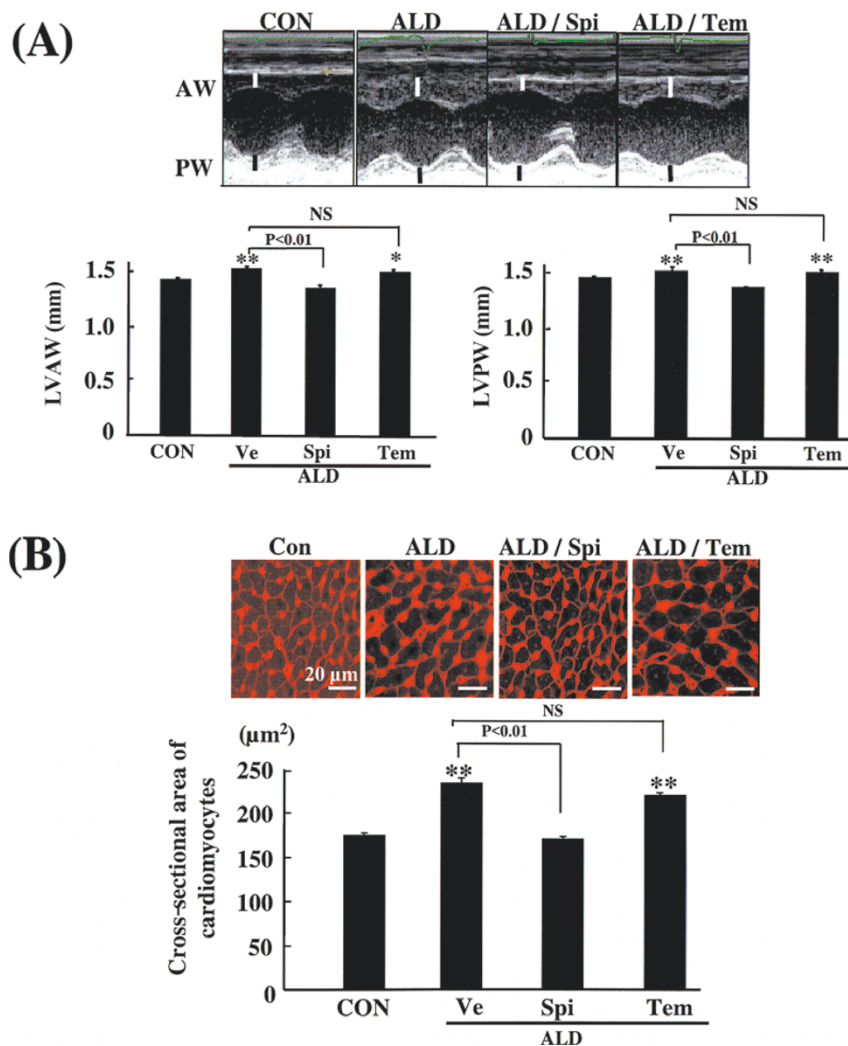 (A)
CON ALD ALD / Spi ALD / Tem
AW
PW
NS
P<0.01
** *
1.5
1.0
0.5
0
LVAW (mm)
CON Ve Spi Tem
ALD
NS
P<0.01
** **
1.5
1.0
0.5
0
LVPW (mm)
CON Ve Spi Tem
ALD
(B)
Con ALD ALD / Spi ALD / Tem
20 µm
(µm²)
NS
P<0.01
** **
250
200
150
100
50
0
Cross-sectional area of
cardiomyocytes
CON Ve Spi Tem
ALD